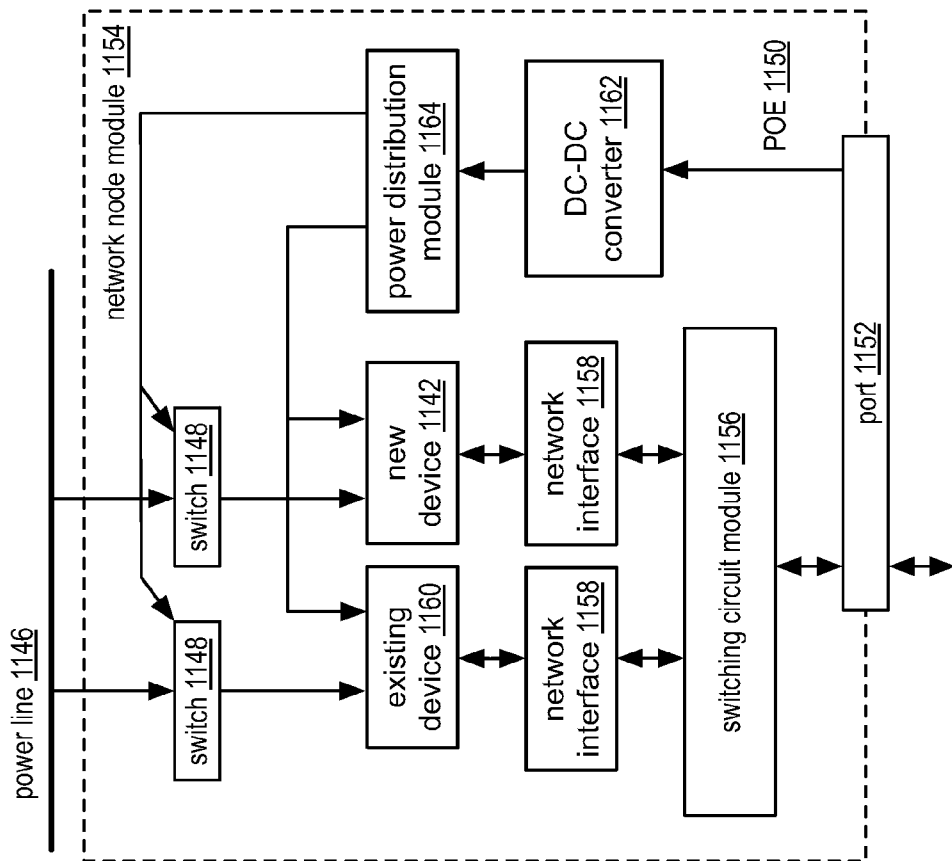 power line 1146
network node module 1154
switch 1148
switch 1148
existing
device 1160
new
device 1142
power distribution
module 1164
network
interface 1158
network
interface 1158
DC-DC
converter 1162
switching circuit module 1156
POE 1150
port 1152